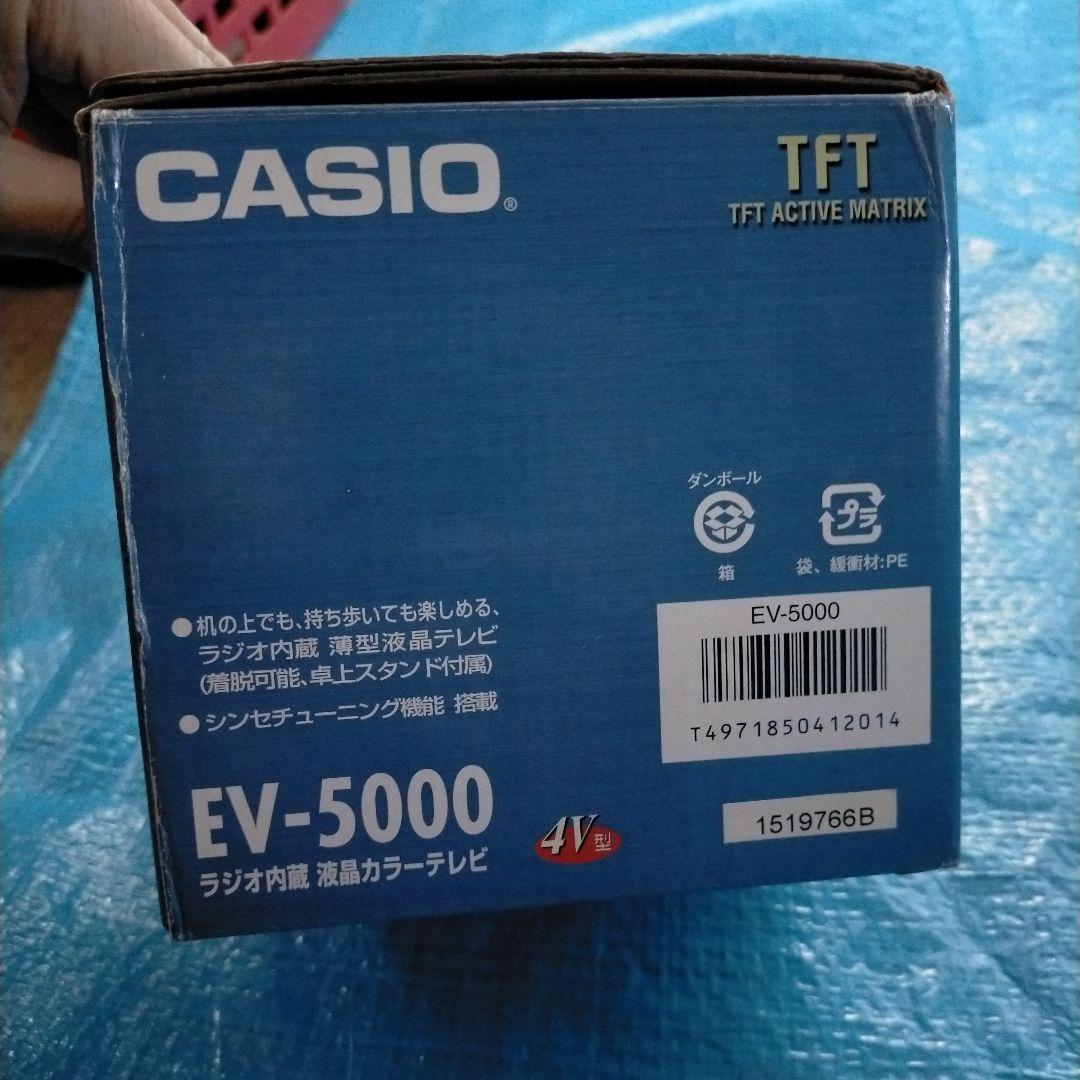 CASIO®
TFT
TFT ACTIVE MATRIX
ダンボール
箱
プラ
袋、緩衝材:PE
●机の上でも、持ち歩いても楽しめる、
ラジオ内蔵 薄型液晶テレビ
(着脱可能、卓上スタンド付属)
●シンセチューニング機能 搭載
EV-5000
T4971850412014
EV-5000
4V型
ラジオ内蔵 液晶カラーテレビ
1519766B